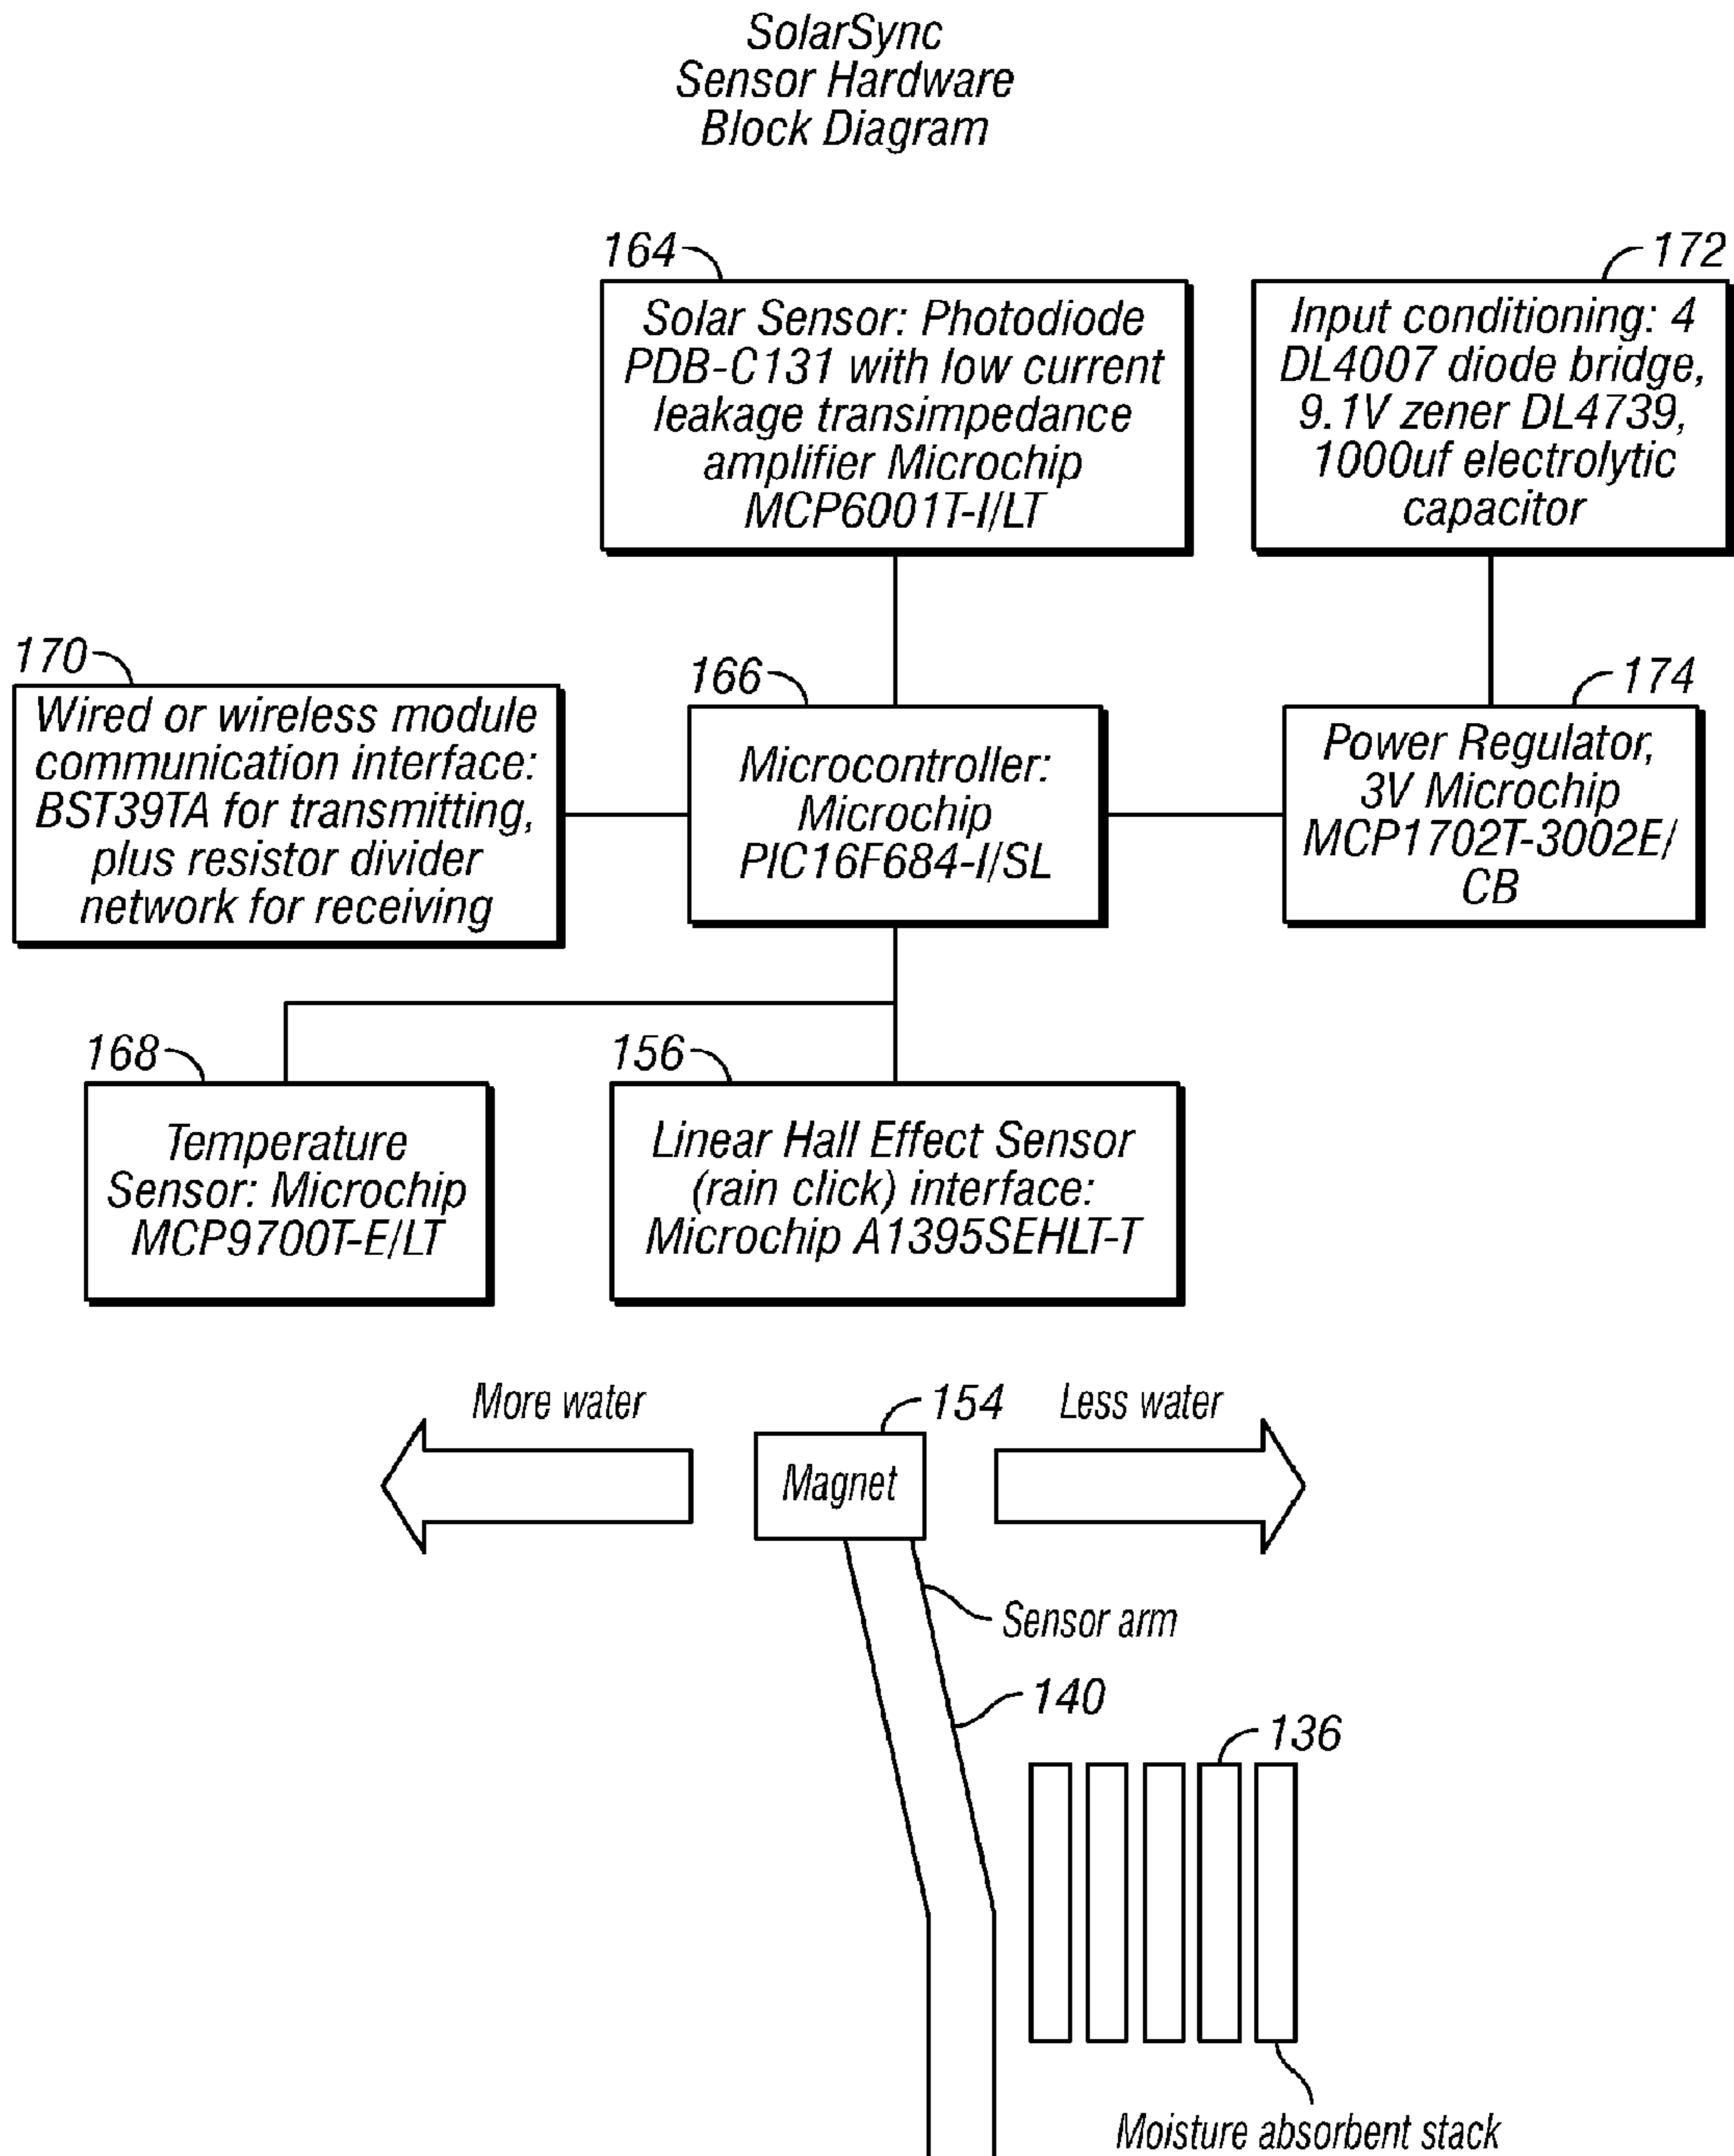 SolarSync
Sensor Hardware
Block Diagram
164
Solar Sensor: Photodiode
PDB-C131 with low current
leakage transimpedance
amplifier Microchip
MCP6001T-I/LT
172
Input conditioning: 4
DL4007 diode bridge,
9.1V zener DL4739,
1000uf electrolytic
capacitor
170
Wired or wireless module
communication interface:
BST39TA for transmitting,
plus resistor divider
network for receiving
166
Microcontroller:
Microchip
PIC16F684-I/SL
174
Power Regulator,
3V Microchip
MCP1702T-3002E/
CB
168
Temperature
Sensor: Microchip
MCP9700T-E/LT
156
Linear Hall Effect Sensor
(rain click) interface:
Microchip A1395SEHLT-T
More water
154
Less water
Magnet
Sensor arm
140
136
Moisture absorbent stack